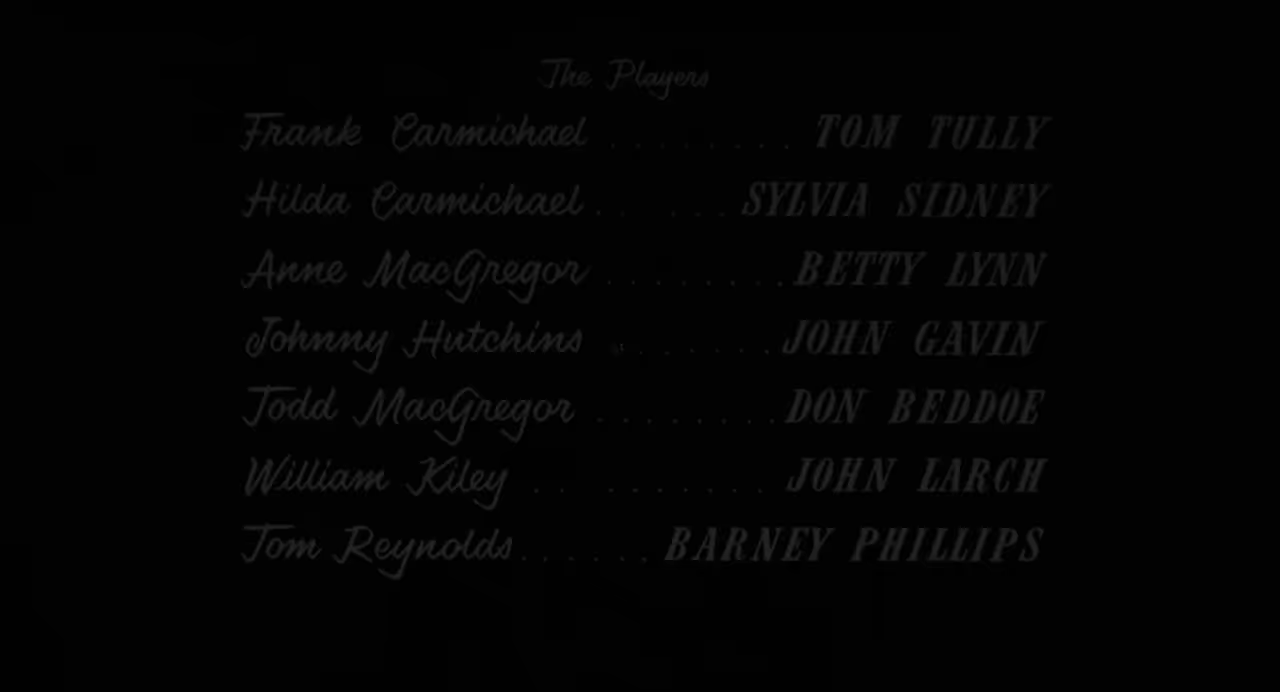 The Players
Frank Carmichael ........ TOM TULLY
Hilda Carmichael . ... SYLVIA SIDNEY
Anne MacGregor ........ BETTY LYNN
Johnny Hutchins ....... JOHN GAVIN
Todd MacGregor ........ DON BEDDOE
William Kiley .. ....... JOHN LARCH
Tom Reynolds ...... BARNEY PHILLIPS